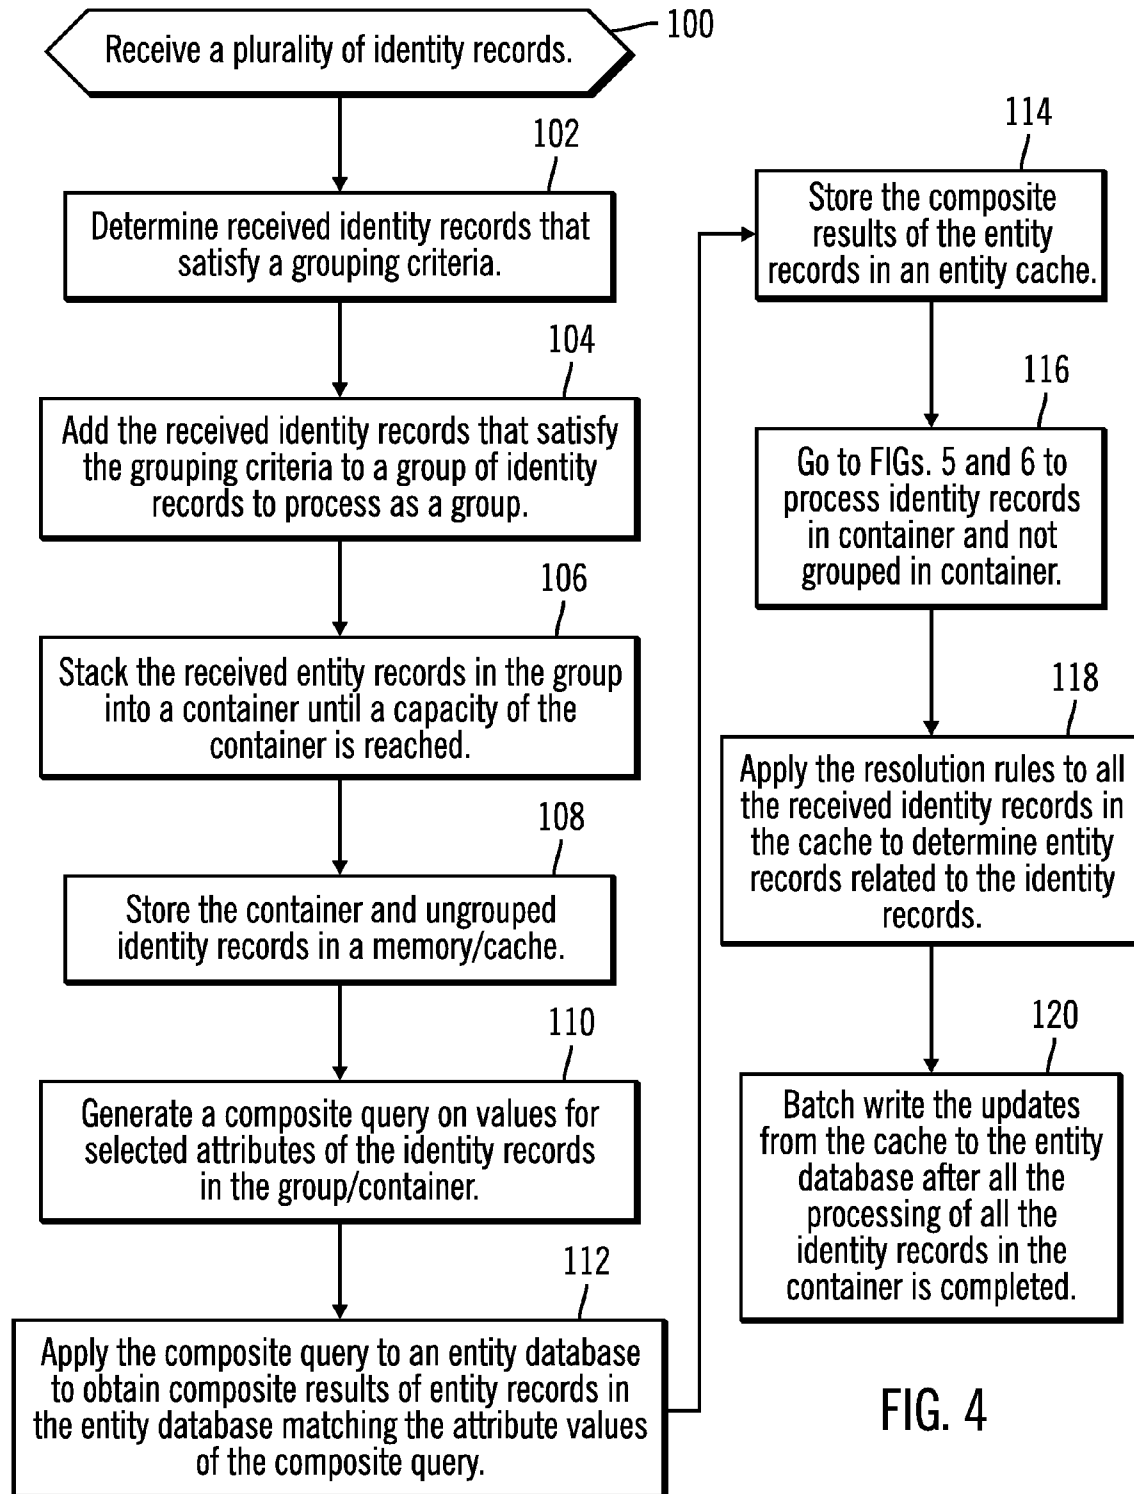 100
Receive a plurality of identity records.
102
Determine received identity records that
satisfy a grouping criteria.
104
Add the received identity records that satisfy
the grouping criteria to a group of identity
records to process as a group.
106
Stack the received entity records in the group
into a container until a capacity of the
container is reached.
108
Store the container and ungrouped
identity records in a memory/cache.
110
Generate a composite query on values for
selected attributes of the identity records
in the group/container.
112
Apply the composite query to an entity database
to obtain composite results of entity records in
the entity database matching the attribute values
of the composite query.
114
Store the composite
results of the entity
records in an entity cache.
116
Go to FIGs. 5 and 6 to
process identity records
in container and not
grouped in container.
118
Apply the resolution rules to all
the received identity records in
the cache to determine entity
records related to the identity
records.
120
Batch write the updates
from the cache to the entity
database after all the
processing of all the
identity records in the
container is completed.
FIG. 4